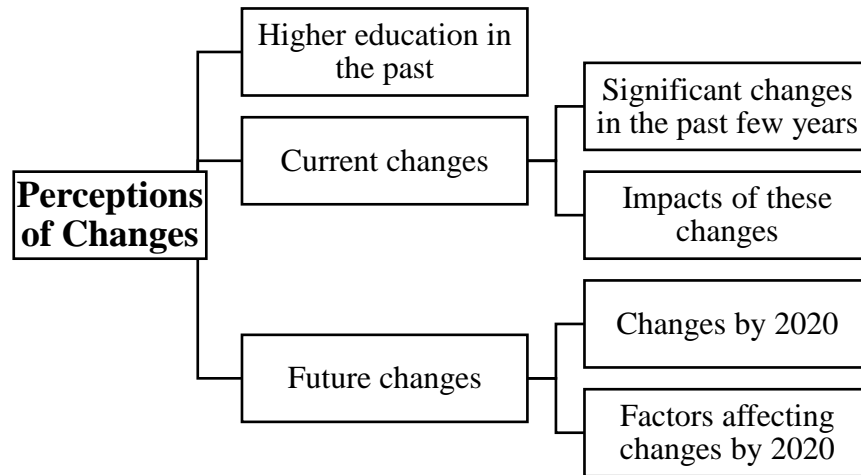 Perceptions
of Changes
Higher education in
the past
Current changes
Significant changes
in the past few years
Impacts of these
changes
Future changes
Changes by 2020
Factors affecting
changes by 2020